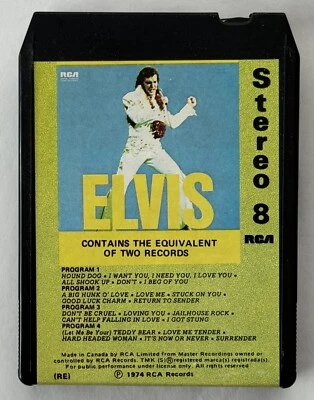 RCA
Stereo 8
RCA
ELVIS
CONTAINS THE EQUIVALENT
OF TWO RECORDS
PROGRAM 1
HOUND DOG • I WANT YOU, I NEED YOU, I LOVE YOU •
ALL SHOOK UP • DON'T • I BEG OF YOU
PROGRAM 2
A BIG HUNK O' LOVE • LOVE ME • STUCK ON YOU •
GOOD LUCK CHARM • RETURN TO SENDER
PROGRAM 3
DON'T BE CRUEL • LOVING YOU • JAILHOUSE ROCK •
CAN'T HELP FALLING IN LOVE • I GOT STUNG
PROGRAM 4
(Let Me Be Your) TEDDY BEAR • LOVE ME TENDER •
HARD HEADED WOMAN • IT'S NOW OR NEVER • SURRENDER
Made in Canada by RCA Limited from Master Recordings owned
or controlled by RCA Records. TMK (S)® registered marca(s) registrada(s).
For public performance under license only. All rights reserved
(RE) ℗ 1974 RCA Records